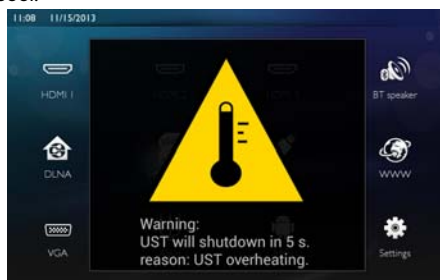 11:08 11/15/2013
HDMI 1
BT speaker
DLNA
WWW
Warning:
UST will shutdown in 5 s.
reason: UST overheating.
VGA
Settings